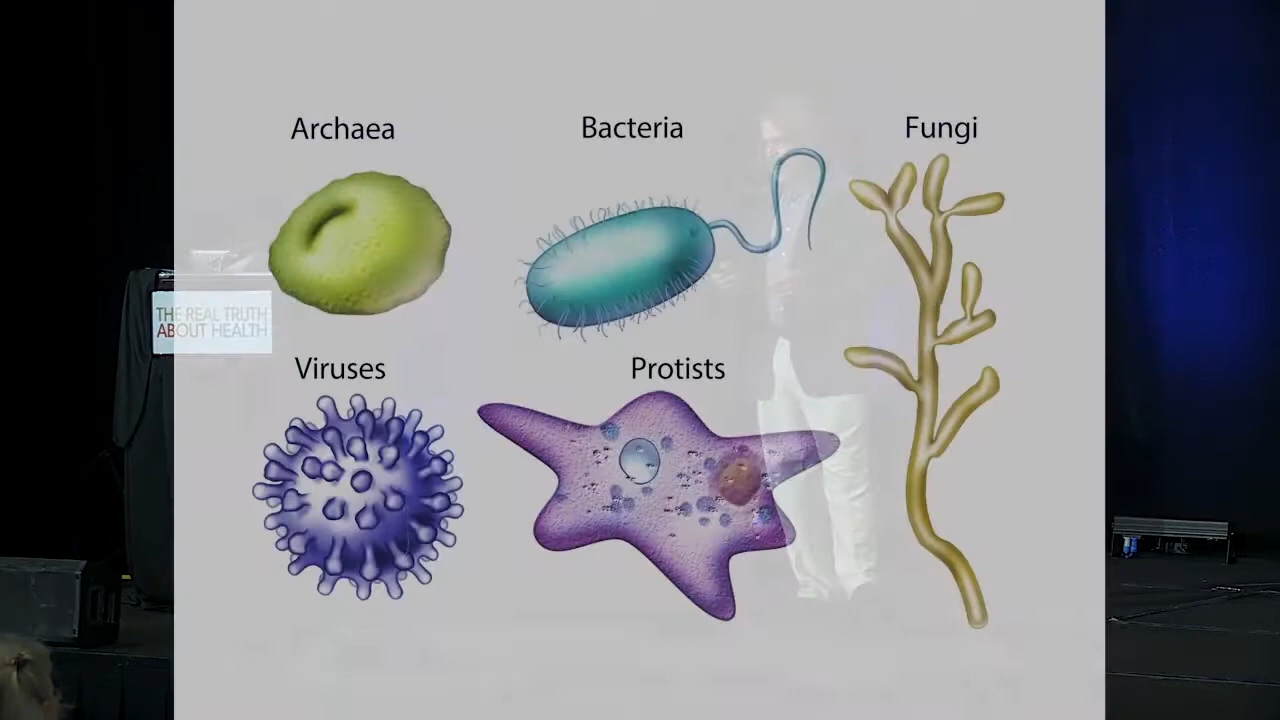 Archaea
Bacteria
Fungi
THE REAL TRUTH
ABOUT HEALTH
Viruses
Protists